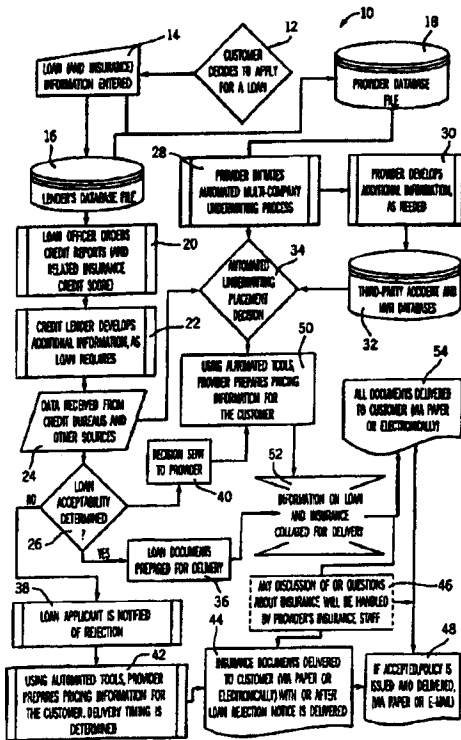 10
14
12
18
LOAN (AND INSURANCE)
INFORMATION ENTERED
CUSTOMER
DECIDES TO APPLY
FOR A LOAN
PROVIDER DATABASE
FILE
16
LENDER'S DATABASE FILE
28
PROVIDER INITIATES
AUTOMATED MULTI-COMPANY
UNDERWRITING PROCESS
30
PROVIDER DEVELOPS
ADDITIONAL INFORMATION,
AS NEEDED
LOAN OFFICER ORDERS
CREDIT REPORTS (AND
RELATED INSURANCE
CREDIT SCORE)
20
AUTOMATED
UNDERWRITING PLACEMENT
DECISION
34
THIRD-PARTY ACCIDENT
AND MVR DATABASES
32
CREDIT LENDER DEVELOPS
ADDITIONAL INFORMATION, AS
LOAN REQUIRES
22
50
USING AUTOMATED TOOLS,
PROVIDER PREPARES PRICING
INFORMATION FOR
THE CUSTOMER
54
ALL DOCUMENTS DELIVERED
TO CUSTOMER (VIA PAPER
OR ELECTRONICALLY)
DATA RECEIVED FROM
CREDIT BUREAUS AND
OTHER SOURCES
24
DECISION SENT
TO PROVIDER
40
52
INFORMATION ON LOAN
AND INSURANCE
COLLATED FOR DELIVERY
NO
LOAN
ACCEPTABILITY
DETERMINED
?
26
YES
LOAN DOCUMENTS
PREPARED FOR DELIVERY
36
38
LOAN APPLICANT IS NOTIFIED
OF REJECTION
ANY DISCUSSION OF OR QUESTIONS
ABOUT INSURANCE WILL BE HANDLED
BY PROVIDER'S INSURANCE STAFF
46
42
USING AUTOMATED TOOLS, PROVIDER
PREPARES PRICING INFORMATION FOR
THE CUSTOMER. DELIVERY TIMING IS
DETERMINED
44
INSURANCE DOCUMENTS DELIVERED
TO CUSTOMER (VIA PAPER OR
ELECTRONICALLY) WITH OR AFTER
LOAN REJECTION NOTICE IS DELIVERED
48
IF ACCEPTED, POLICY IS
ISSUED AND DELIVERED,
(VIA PAPER OR E-MAIL)